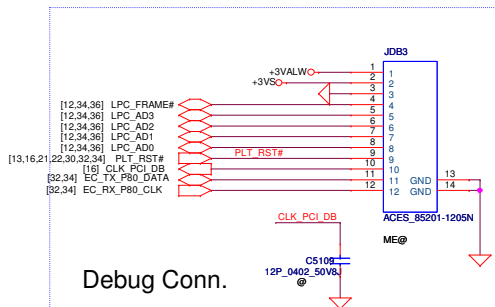 JDB3
+3VALW 1 1
+3VS 2 2
3 3
[12,34,36] LPC_FRAME# 4 4
[12,34,36] LPC_AD3 5 5
[12,34,36] LPC_AD2 6 6
[12,34,36] LPC_AD1 7 7
[12,34,36] LPC_AD0 8 8
[13,16,21,22,30,32,34] PLT_RST# PLT_RST# 9 9
[16] CLK_PCI_DB 10 10
[32,34] EC_TX_P80_DATA 11 11 GND 13
[32,34] EC_RX_P80_CLK 12 12 GND 14
ACES_85201-1205N
CLK_PCI_DB
ME@
C5109
12P_0402_50V8J
@
Debug Conn.